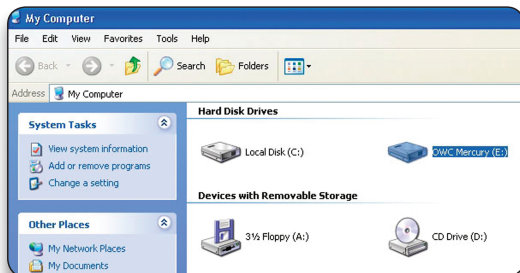 My Computer
File Edit View Favorites Tools Help
Back Search Folders
Address My Computer
System Tasks
View system information
Add or remove programs
Change a setting
Other Places
My Network Places
My Documents
Hard Disk Drives
Local Disk (C:) OWC Mercury (E:)
Devices with Removable Storage
3½ Floppy (A:) CD Drive (D:)